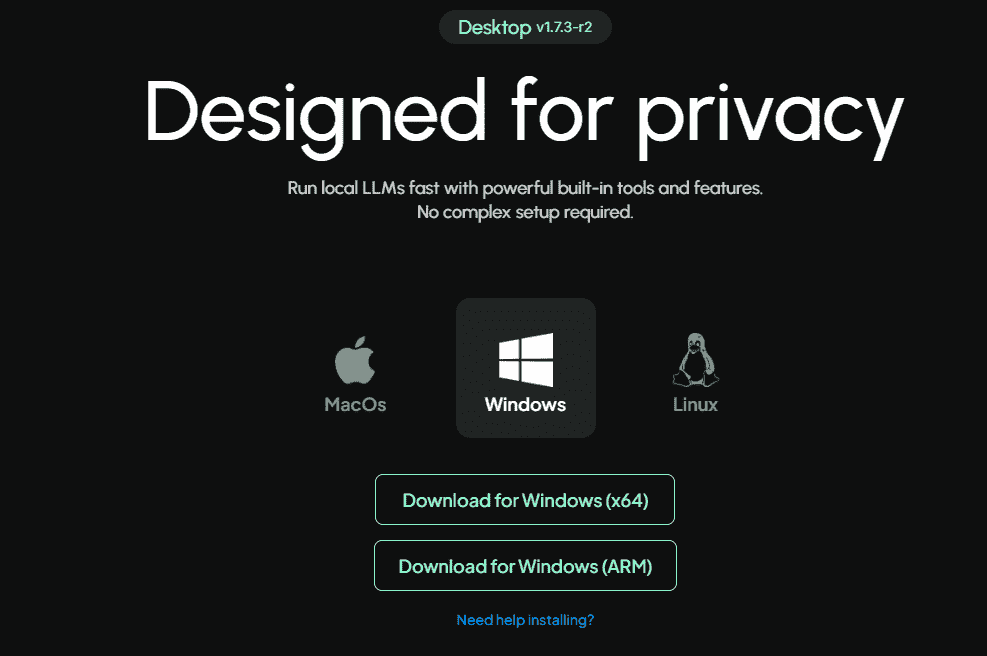 Desktop v1.7.3-r2
Designed for privacy
Run local LLMs fast with powerful built-in tools and features.
No complex setup required.
MacOs
Windows
Linux
Download for Windows (x64)
Download for Windows (ARM)
Need help installing?